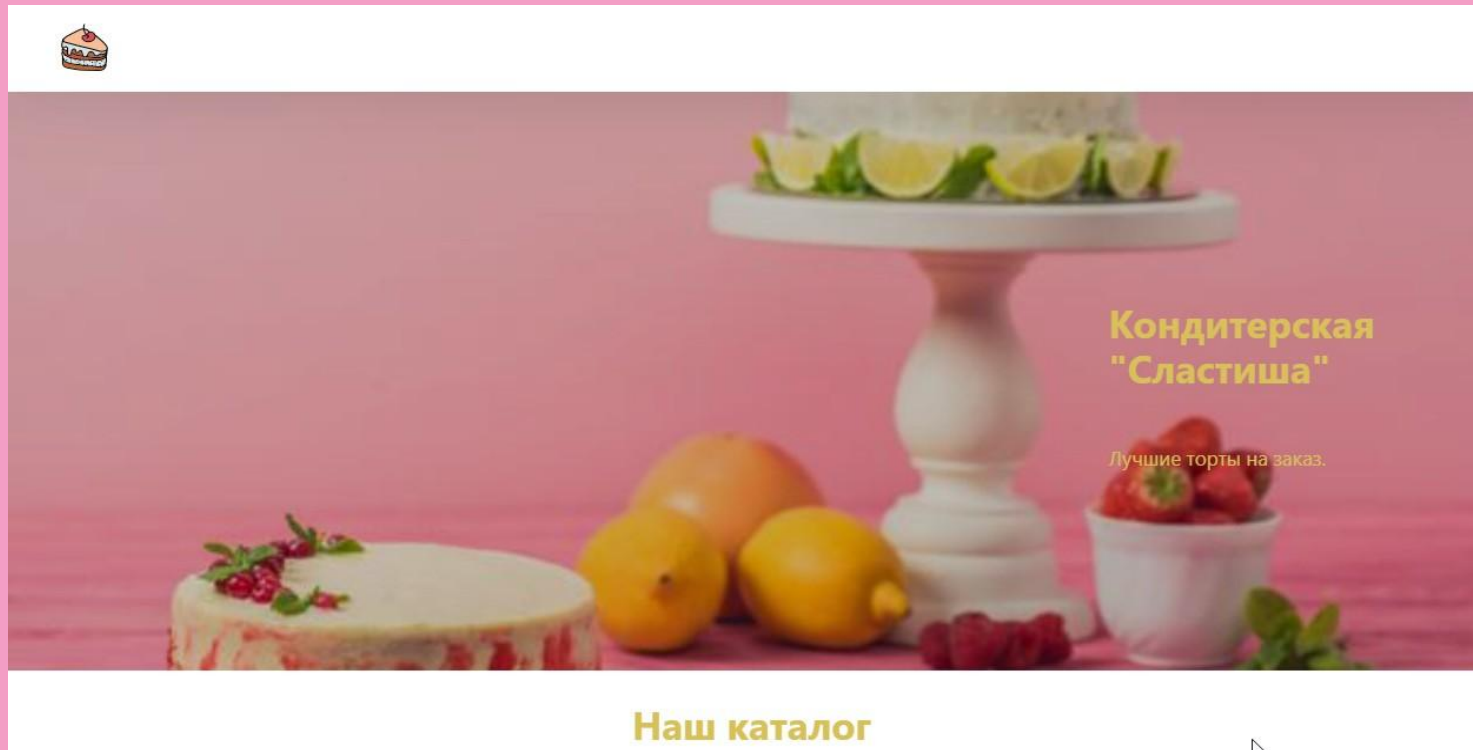 Кондитерская
"Сластиша"
Лучшие торты на заказ.
Наш каталог